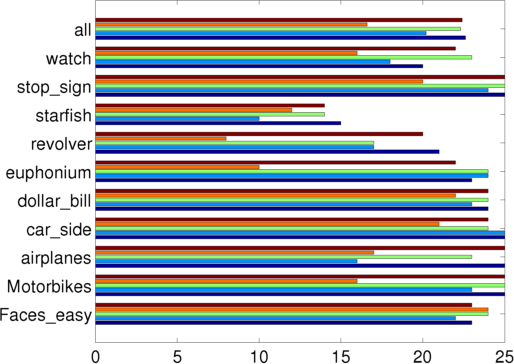 all
watch
stop_sign
starfish
revolver
euphonium
dollar_bill
car_side
airplanes
Motorbikes
Faces_easy
0 5 10 15 20 25